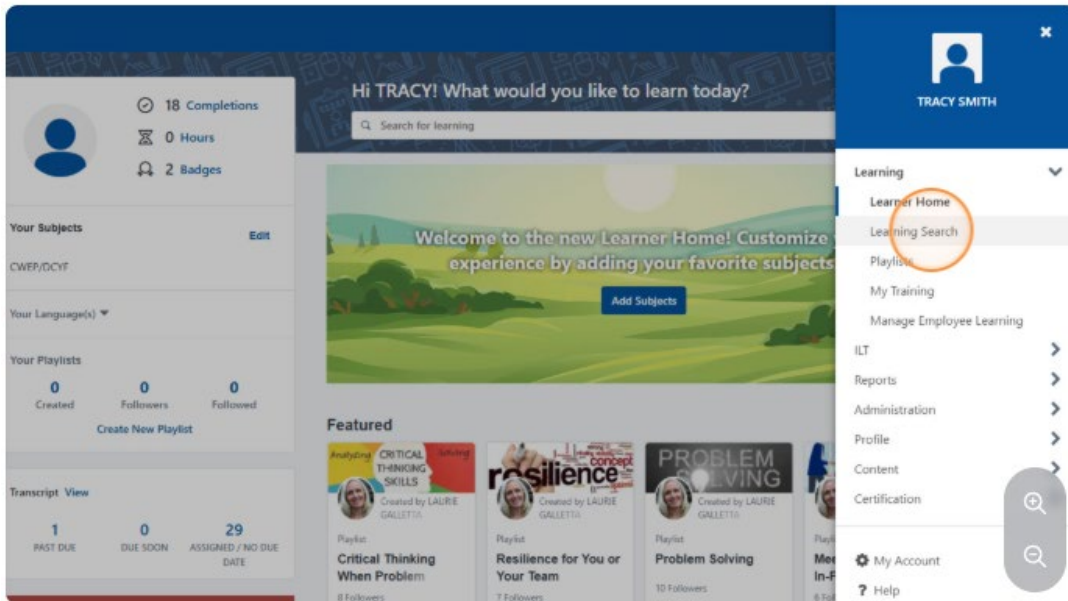 18 Completions
0 Hours
2 Badges
Your Subjects
Edit
CWEP/DCYF
Your Language(s)
Your Playlists
0
0
0
Created
Followers
Followed
Create New Playlist
Transcript View
1
0
29
PAST DUE
DUE SOON
ASSIGNED / NO DUE
DATE
Hi TRACY! What would you like to learn today?
Search for learning
Welcome to the new Learner Home! Customize
experience by adding your favorite subjects
Add Subjects
Featured
Analyzing CRITICAL Solving
THINKING
SKILLS
Created by LAURIE
GALLETTA
Playlist
Critical Thinking
When Problem
8 Followers
concept
resilience
Created by LAURIE
GALLETTA
Playlist
Resilience for You or
Your Team
7 Followers
PROBLEM
SOLVING
Created by LAURIE
GALLETTA
Playlist
Problem Solving
10 Followers
TRACY SMITH
Learning
Learner Home
Learning Search
Playlists
My Training
Manage Employee Learning
ILT
Reports
Administration
Profile
Content
Certification
My Account
? Help